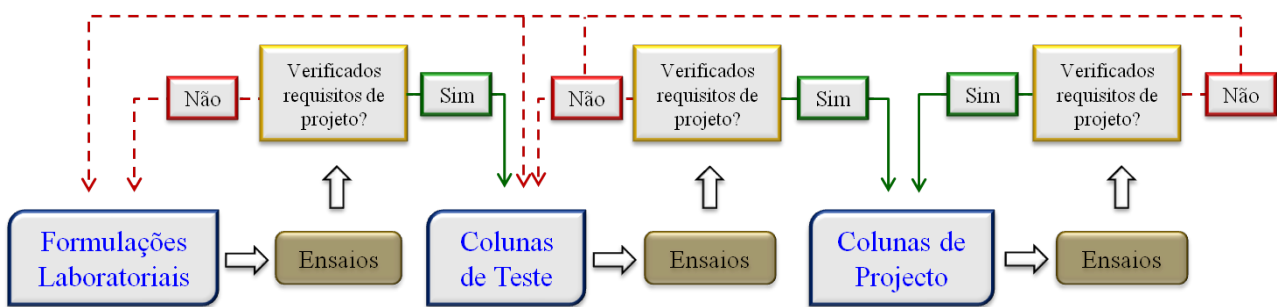 Verificados
requisitos de
projeto?
Não
Sim
Verificados
requisitos de
projeto?
Não
Sim
Verificados
requisitos de
projeto?
Sim
Não
Formulações
Laboratoriais
Ensaios
Colunas
de Teste
Ensaios
Colunas de
Projecto
Ensaios